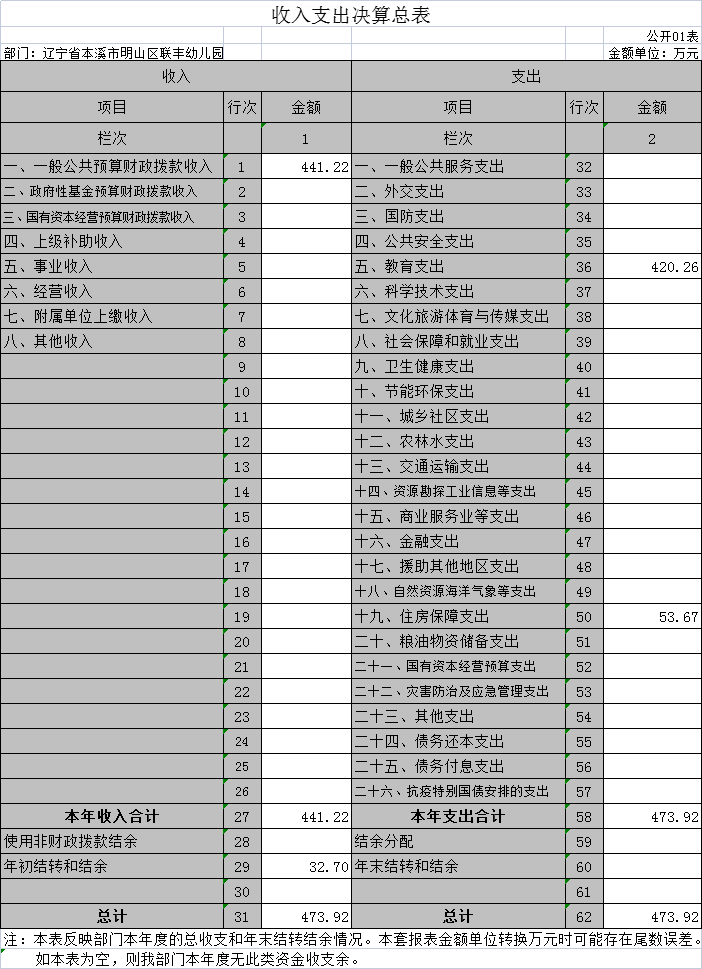 收入支出决算总表
公开01表
部门：辽宁省本溪市明山区联丰幼儿园 金额单位：万元
收入 支出
项目 行次 金额 项目 行次 金额
栏次 1 栏次 2
一、一般公共预算财政拨款收入 1 441.22 一、一般公共服务支出 32
二、政府性基金预算财政拨款收入 2 二、外交支出 33
三、国有资本经营预算财政拨款收入 3 三、国防支出 34
四、上级补助收入 4 四、公共安全支出 35
五、事业收入 5 五、教育支出 36 420.26
六、经营收入 6 六、科学技术支出 37
七、附属单位上缴收入 7 七、文化旅游体育与传媒支出 38
八、其他收入 8 八、社会保障和就业支出 39
9 九、卫生健康支出 40
10 十、节能环保支出 41
11 十一、城乡社区支出 42
12 十二、农林水支出 43
13 十三、交通运输支出 44
14 十四、资源勘探工业信息等支出 45
15 十五、商业服务业等支出 46
16 十六、金融支出 47
17 十七、援助其他地区支出 48
18 十八、自然资源海洋气象等支出 49
19 十九、住房保障支出 50 53.67
20 二十、粮油物资储备支出 51
21 二十一、国有资本经营预算支出 52
22 二十二、灾害防治及应急管理支出 53
23 二十三、其他支出 54
24 二十四、债务还本支出 55
25 二十五、债务付息支出 56
26 二十六、抗疫特别国债安排的支出 57
本年收入合计 27 441.22 本年支出合计 58 473.92
使用非财政拨款结余 28 结余分配 59
年初结转和结余 29 32.70 年末结转和结余 60
30 61
总计 31 473.92 总计 62 473.92
注：本表反映部门本年度的总收支和年末结转结余情况。本套报表金额单位转换万元时可能存在尾数误差。
如本表为空，则我部门本年度无此类资金收支余。